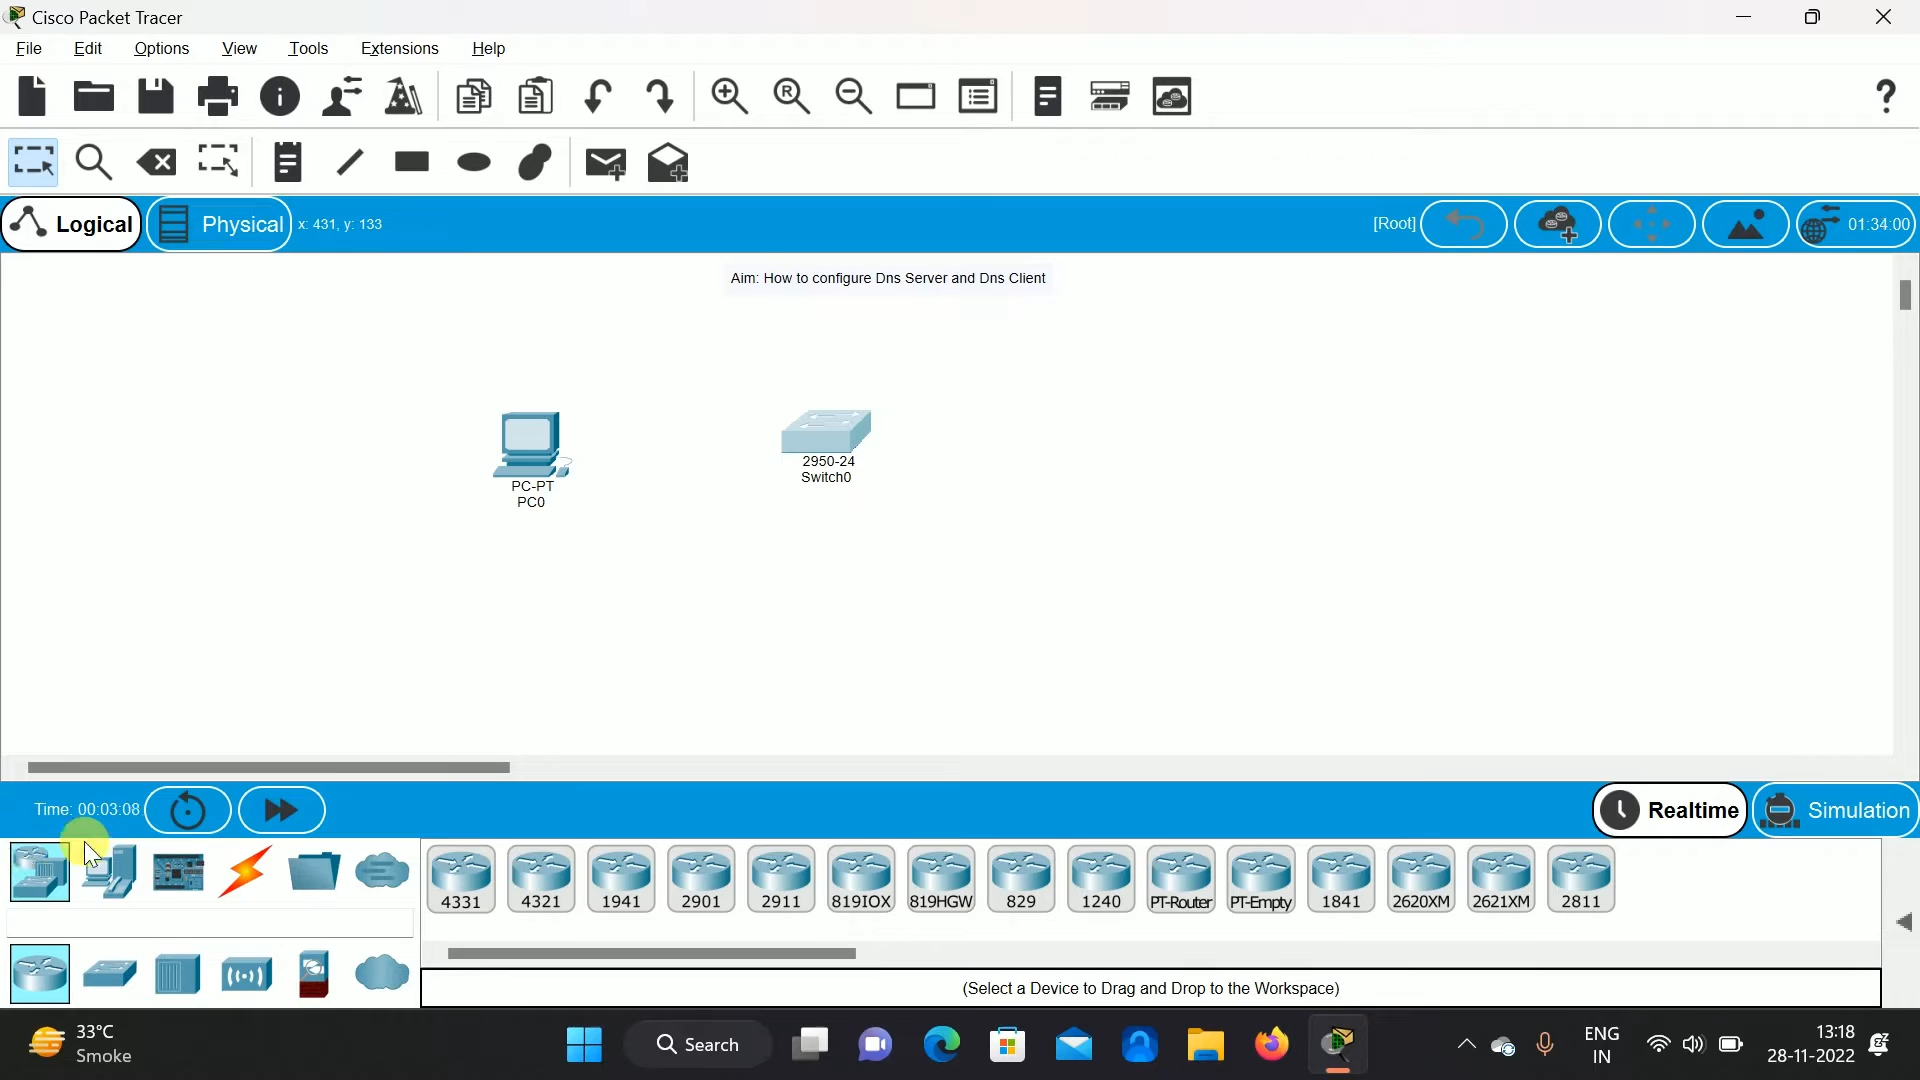 Cisco Packet Tracer
File Edit Options View Tools Extensions Help
Logical Physical x: 431, y: 133 [Root] 01:34:00
Aim: How to configure Dns Server and Dns Client
PC-PT
PC0
2950-24
Switch0
Time: 00:03:08 Realtime Simulation
4331 4321 1941 2901 2911 819IOX 819HGW 829 1240 PT-Router PT-Empty 1841 2620XM 2621XM 2811
(Select a Device to Drag and Drop to the Workspace)
33°C
Smoke
Search
ENG
IN
13:18
28-11-2022